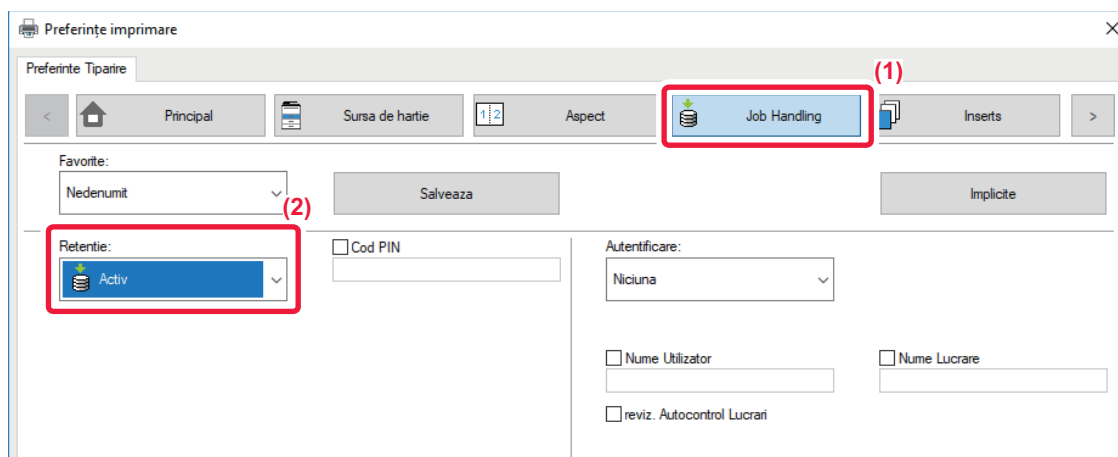 Preferințe imprimare
Preferinte Tiparire
(1)
< Principal Sursa de hartie 1 2 Aspect Job Handling Inserts >
Favorite:
Nedenumit Salveaza Implicite
(2)
Retentie: Cod PIN Autentificare:
Activ Niciuna
Nume Utilizator Nume Lucrare
reviz. Autocontrol Lucrari